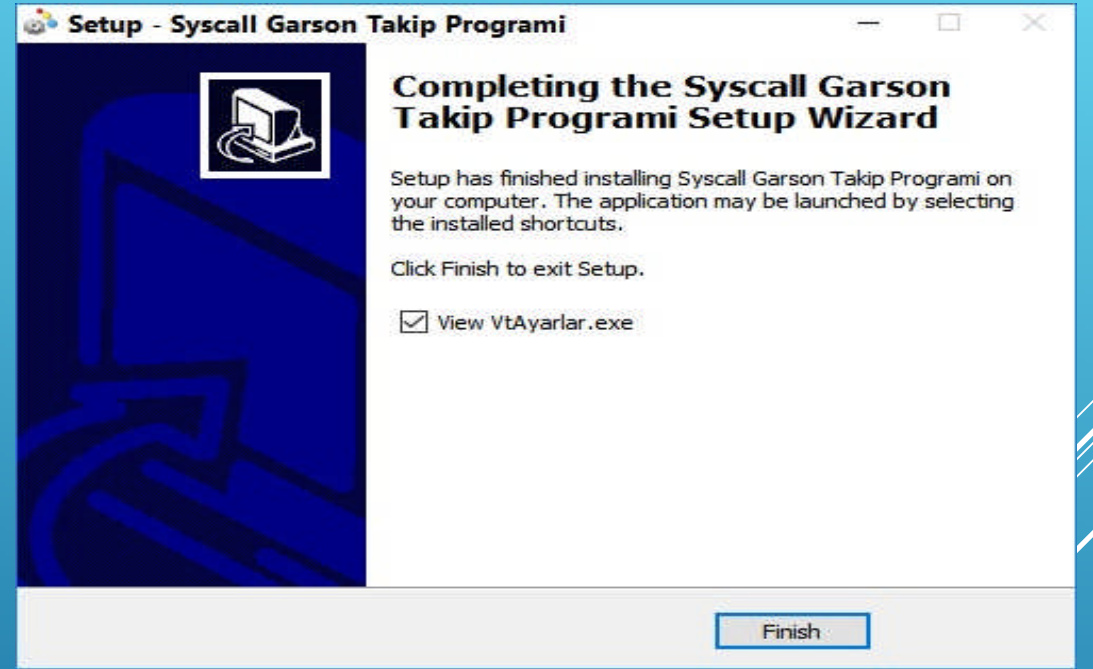 Setup - Syscall Garson Takip Programi
Completing the Syscall Garson
Takip Programi Setup Wizard
Setup has finished installing Syscall Garson Takip Programi on
your computer. The application may be launched by selecting
the installed shortcuts.
Click Finish to exit Setup.
View VtAyarlar.exe
Finish